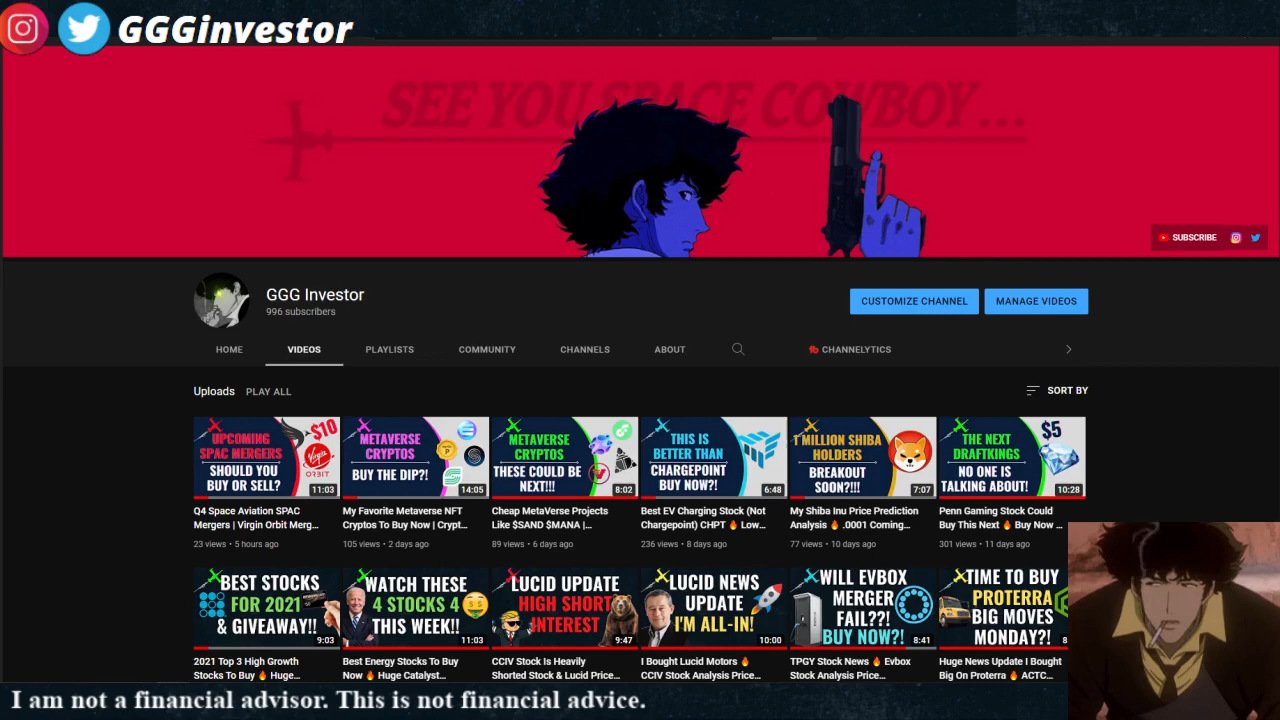 GGGinvestor
SEE YOU SPACE COWBOY...
SUBSCRIBE
GGG Investor
996 subscribers
CUSTOMIZE CHANNEL
MANAGE VIDEOS
HOME
VIDEOS
PLAYLISTS
COMMUNITY
CHANNELS
ABOUT
CHANNELYTICS
Uploads
PLAY ALL
SORT BY
UPCOMING
SPAC MERGERS
SHOULD YOU
BUY OR SELL?
$10
Virgin
ORBIT
11:03
METAVERSE
CRYPTOS
BUY THE DIP?!
14:05
METAVERSE
CRYPTOS
THESE COULD BE
NEXT!!!
8:02
THIS IS
BETTER THAN
CHARGEPOINT
BUY NOW?!
6:48
1 MILLION SHIBA
HOLDERS
BREAKOUT
SOON?!!!
7:07
THE NEXT
DRAFTKINGS
NO ONE IS
TALKING ABOUT!
$5
10:28
Q4 Space Aviation SPAC
Mergers | Virgin Orbit Merg...
23 views • 5 hours ago
My Favorite Metaverse NFT
Cryptos To Buy Now | Crypt...
105 views • 2 days ago
Cheap MetaVerse Projects
Like $SAND $MANA |...
89 views • 6 days ago
Best EV Charging Stock (Not
Chargepoint) CHPT 🔥 Low...
236 views • 8 days ago
My Shiba Inu Price Prediction
Analysis 🔥 .0001 Coming...
77 views • 10 days ago
Penn Gaming Stock Could
Buy This Next 🔥 Buy Now ...
301 views • 11 days ago
BEST STOCKS
FOR 2021
& GIVEAWAY!!
9:03
WATCH THESE
4 STOCKS 4
THIS WEEK!!
11:03
LUCID UPDATE
HIGH SHORT
INTEREST
9:47
LUCID NEWS
UPDATE
I'M ALL-IN!
10:00
WILL EVBOX
MERGER
FAIL??!
BUY NOW?!
8:41
TIME TO BUY
PROTERRA
BIG MOVES
MONDAY?!
8
2021 Top 3 High Growth
Stocks To Buy 🔥 Huge...
Best Energy Stocks To Buy
Now 🔥 Huge Catalyst...
CCIV Stock Is Heavily
Shorted Stock & Lucid Price...
I Bought Lucid Motors 🔥
CCIV Stock Analysis Price...
TPGY Stock News 🔥 Evbox
Stock Analysis Price...
Huge News Update I Bought
Big On Proterra 🔥 ACTC...
I am not a financial advisor. This is not financial advice.